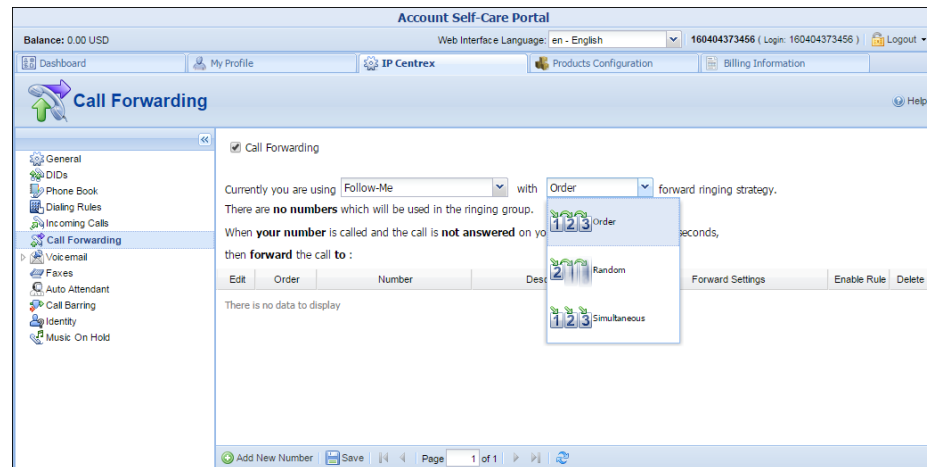 Account Self-Care Portal
Balance: 0.00 USD
Web Interface Language: en - English
160404373456 ( Login: 160404373456 )
Logout
Dashboard
My Profile
IP Centrex
Products Configuration
Billing Information
Call Forwarding
Help
General
DIDs
Phone Book
Dialing Rules
Incoming Calls
Call Forwarding
Voicemail
Faxes
Auto Attendant
Call Barring
Identity
Music On Hold
Call Forwarding
Currently you are using Follow-Me with Order forward ringing strategy.
There are no numbers which will be used in the ringing group.
When your number is called and the call is not answered on seconds,
then forward the call to :
123 Order
Random
123 Simultaneous
Edit Order Number Forward Settings Enable Rule Delete
There is no data to display
Add New Number Save Page 1 of 1